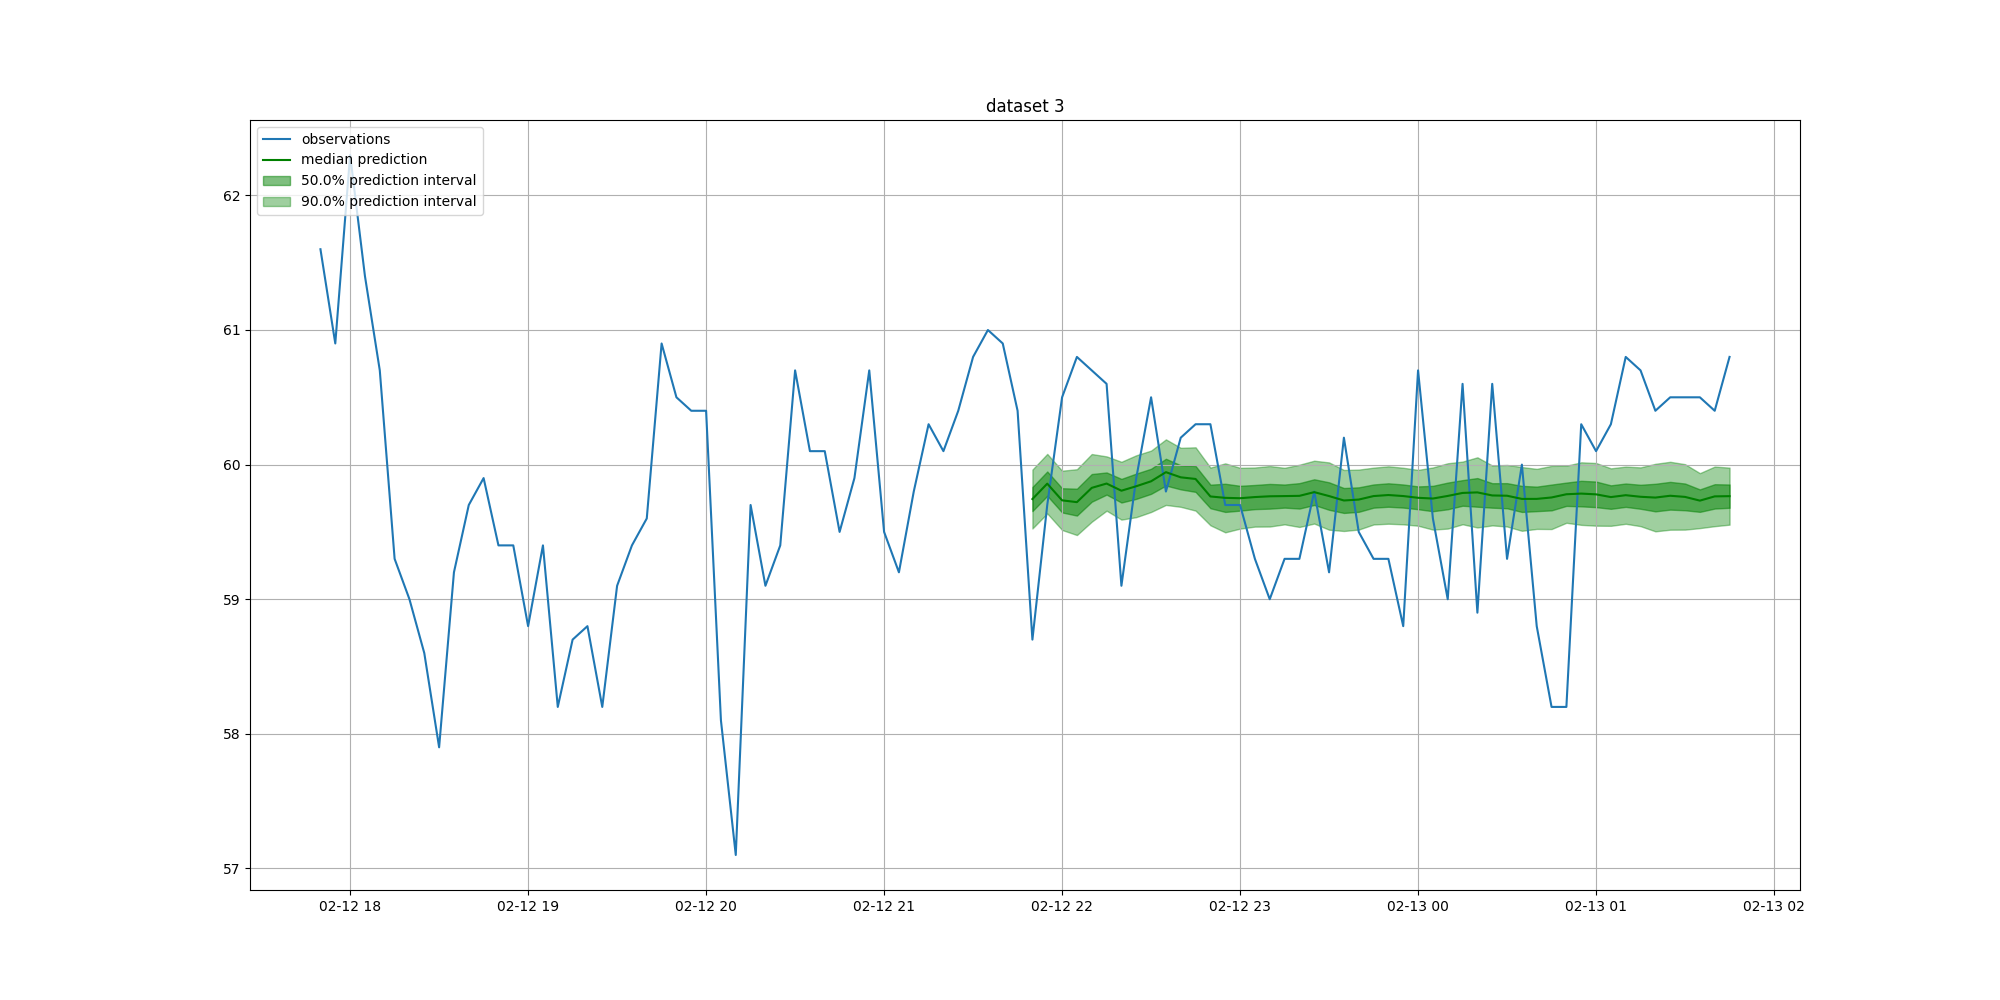 dataset 3
observations
median prediction
50.0% prediction interval
90.0% prediction interval
62
61
60
59
58
57
02-12 18 02-12 19 02-12 20 02-12 21 02-12 22 02-12 23 02-13 00 02-13 01 02-13 02